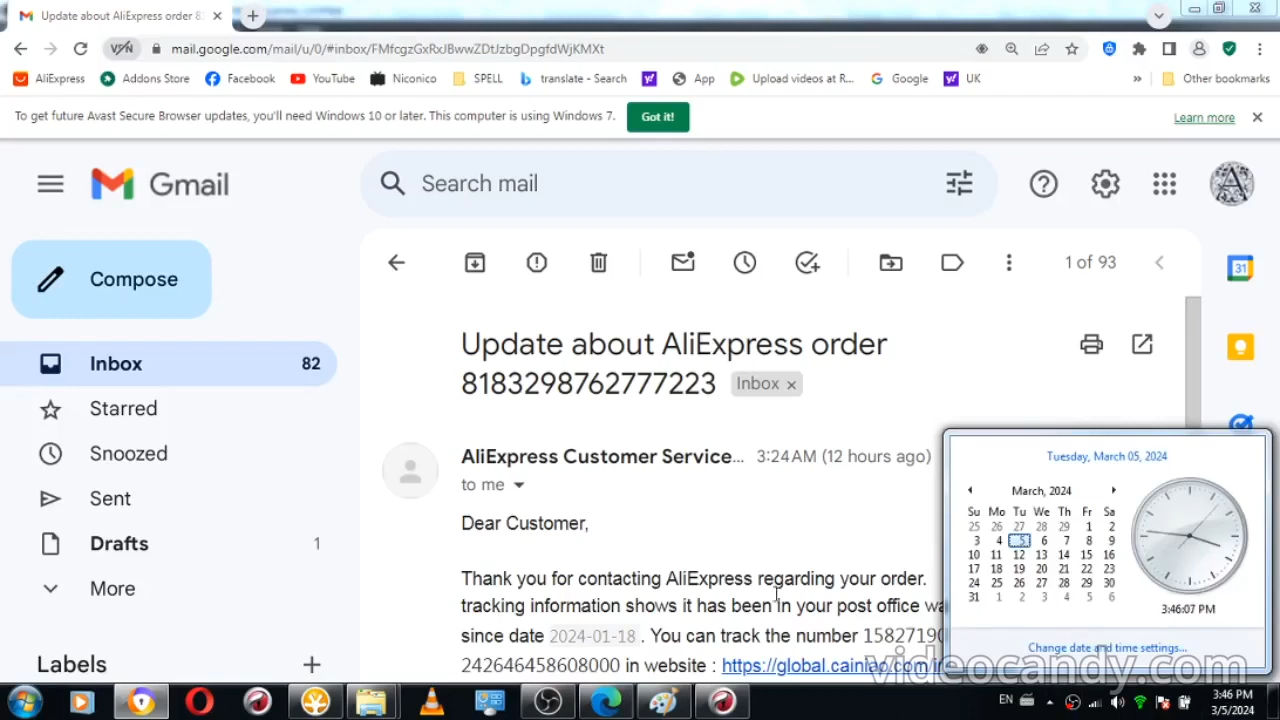 Update about AliExpress order 8
mail.google.com/mail/u/0/#inbox/FMfcgzGxRxJBwwZDtJzbgDpgfdWjKMXt
AliExpress Addons Store Facebook YouTube Niconico SPELL translate - Search App Upload videos at R... Google UK » Other bookmarks
To get future Avast Secure Browser updates, you'll need Windows 10 or later. This computer is using Windows 7. Got it! Learn more
Gmail
Search mail
Compose
1 of 93
Inbox 82
Starred
Snoozed
Sent
Drafts 1
More
Labels
Update about AliExpress order
8183298762777223 Inbox ×
AliExpress Customer Service... 3:24 AM (12 hours ago)
to me
Dear Customer,
Thank you for contacting AliExpress regarding your order.
tracking information shows it has been in your post office
since date 2024-01-18 . You can track the number
242646458608000 in website : https://global.cainiao.com
31
Tuesday, March 05, 2024
March, 2024
Su Mo Tu We Th Fr Sa
25 26 27 28 29 1 2
3 4 5 6 7 8 9
10 11 12 13 14 15 16
17 18 19 20 21 22 23
24 25 26 27 28 29 30
31 1 2 3 4 5 6
3:46:07 PM
Change date and time settings...
videocandy.com
EN
3:46 PM
3/5/2024